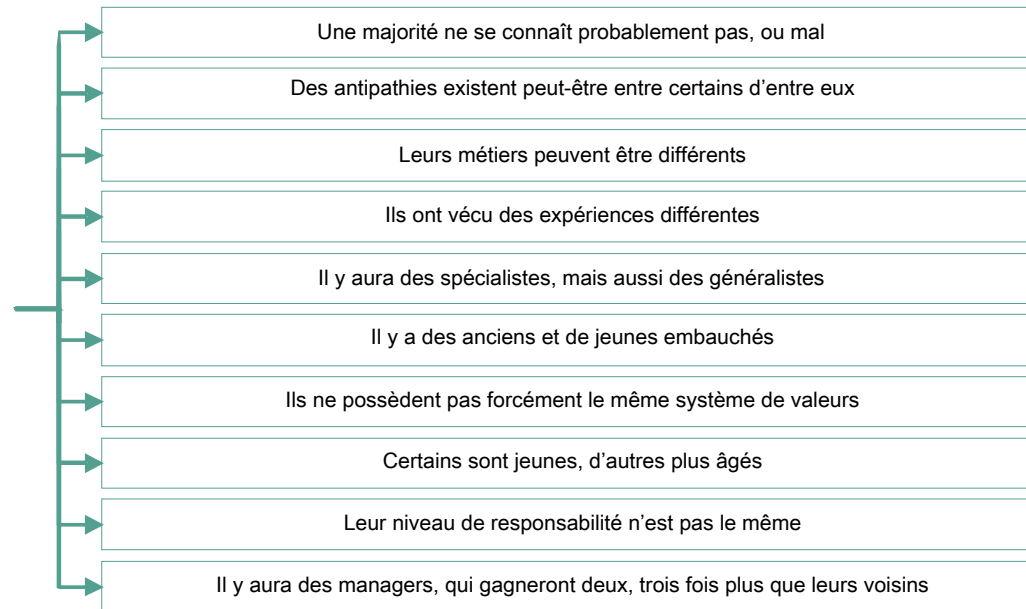 Une majorité ne se connaît probablement pas, ou mal
Des antipathies existent peut-être entre certains d’entre eux
Leurs métiers peuvent être différents
Ils ont vécu des expériences différentes
Il y aura des spécialistes, mais aussi des généralistes
Il y a des anciens et de jeunes embauchés
Ils ne possèdent pas forcément le même système de valeurs
Certains sont jeunes, d’autres plus âgés
Leur niveau de responsabilité n’est pas le même
Il y aura des managers, qui gagneront deux, trois fois plus que leurs voisins